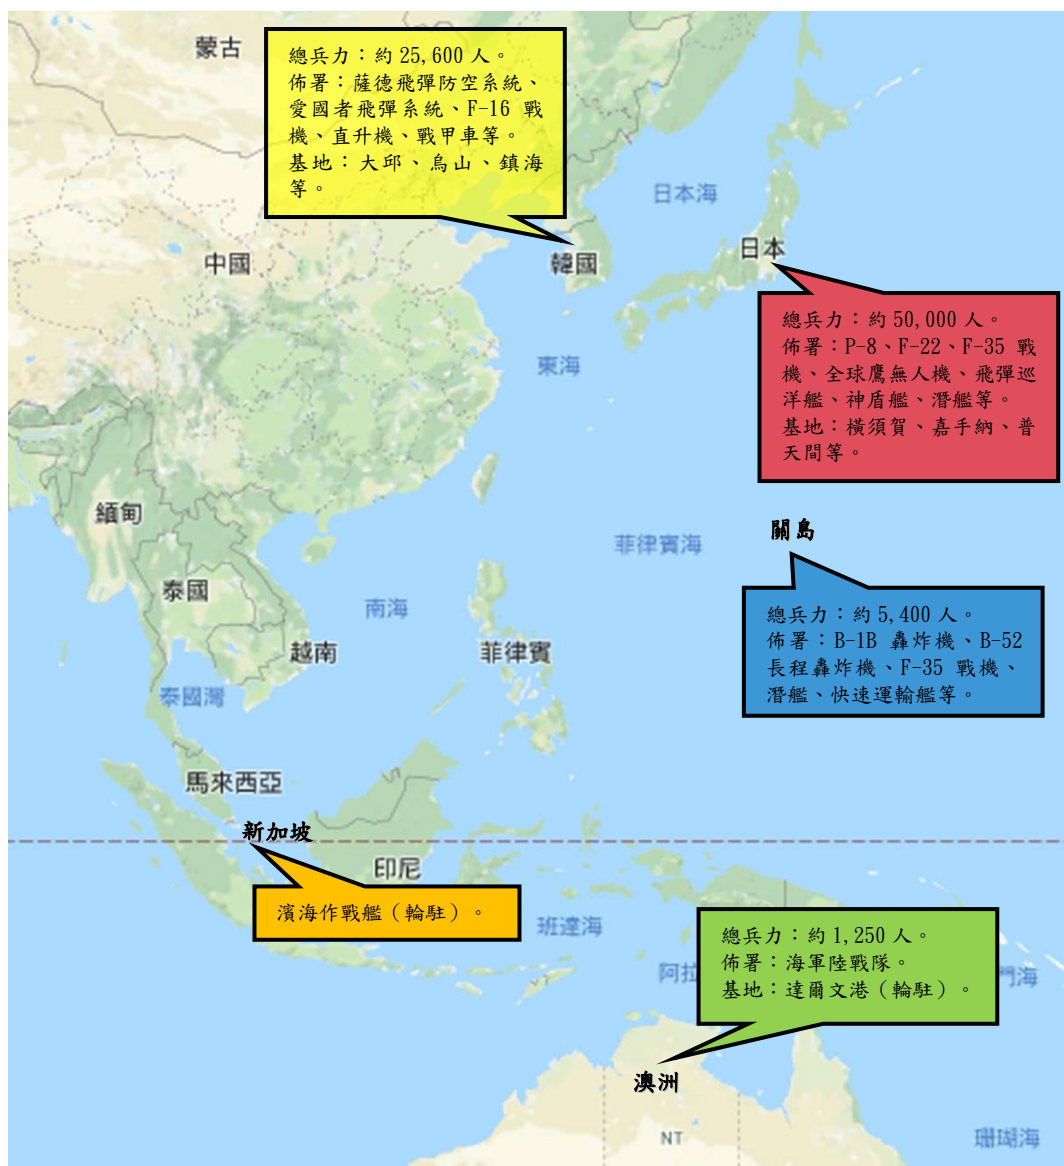 蒙古
總兵力：約 25,600 人。
佈署：薩德飛彈防空系統、
愛國者飛彈系統、F-16 戰
機、直升機、戰甲車等。
基地：大邱、烏山、鎮海
等。
日本海
日本
中國
韓國
總兵力：約 50,000 人。
佈署：P-8、F-22、F-35 戰
機、全球鷹無人機、飛彈巡
洋艦、神盾艦、潛艦等。
基地：橫須賀、嘉手納、普
天間等。
東海
緬甸
關島
菲律賓海
泰國
南海
總兵力：約 5,400 人。
佈署：B-1B 轟炸機、B-52
長程轟炸機、F-35 戰機、
潛艦、快速運輸艦等。
越南
菲律賓
泰國灣
馬來西亞
新加坡
印尼
濱海作戰艦（輪駐）。
班達海
總兵力：約 1,250 人。
佈署：海軍陸戰隊。
基地：達爾文港（輪駐）。
阿拉
門海
澳洲
NT
珊瑚海